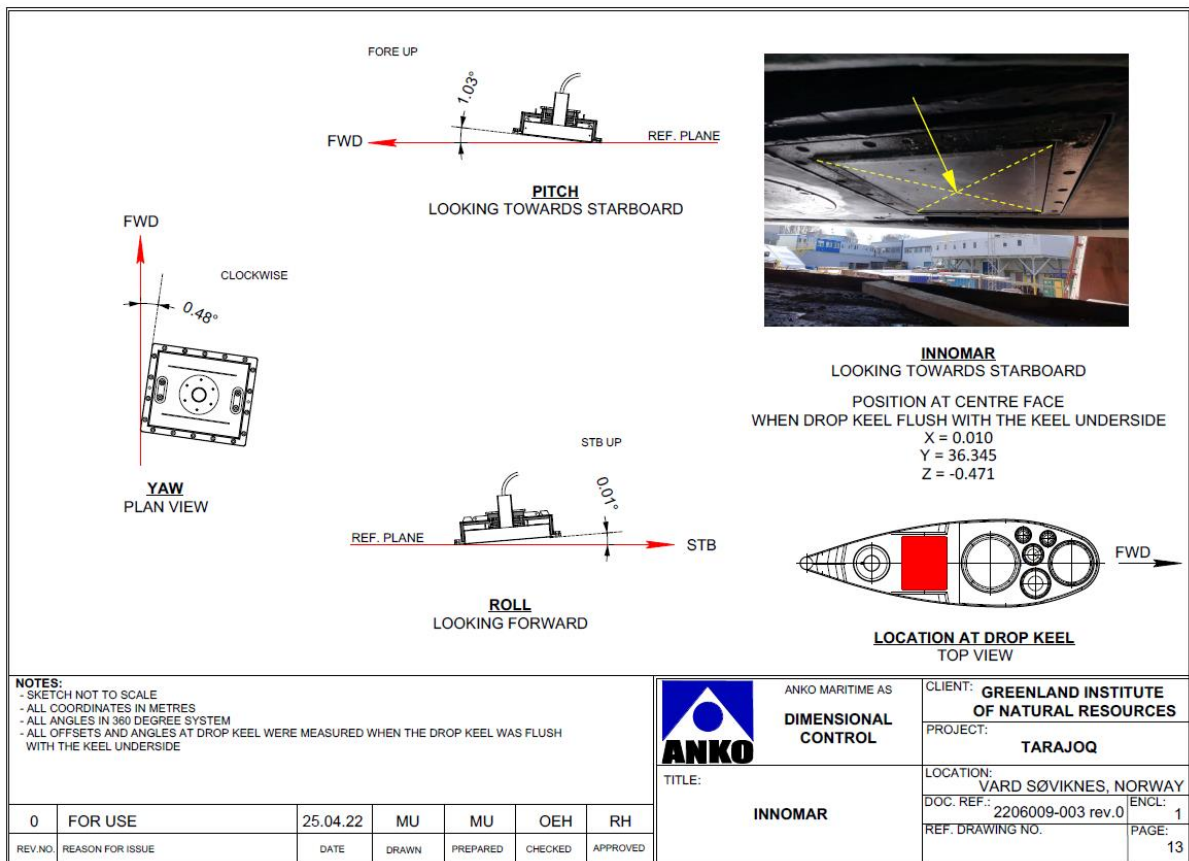 FORE UP
1.03°
FWD
REF. PLANE
PITCH
LOOKING TOWARDS STARBOARD
FWD
CLOCKWISE
0.48°
YAW
PLAN VIEW
INNOMAR
LOOKING TOWARDS STARBOARD
POSITION AT CENTRE FACE
WHEN DROP KEEL FLUSH WITH THE KEEL UNDERSIDE
X = 0.010
Y = 36.345
Z = -0.471
STB UP
0.01°
REF. PLANE
STB
ROLL
LOOKING FORWARD
FWD
LOCATION AT DROP KEEL
TOP VIEW
NOTES:
- SKETCH NOT TO SCALE
- ALL COORDINATES IN METRES
- ALL ANGLES IN 360 DEGREE SYSTEM
- ALL OFFSETS AND ANGLES AT DROP KEEL WERE MEASURED WHEN THE DROP KEEL WAS FLUSH
WITH THE KEEL UNDERSIDE
0 FOR USE 25.04.22 MU MU OEH RH
REV.NO. REASON FOR ISSUE DATE DRAWN PREPARED CHECKED APPROVED
ANKO
ANKO MARITIME AS
DIMENSIONAL
CONTROL
CLIENT: GREENLAND INSTITUTE
OF NATURAL RESOURCES
PROJECT:
TARAJOQ
TITLE:
INNOMAR
LOCATION:
VARD SØVIKNES, NORWAY
DOC. REF.: 2206009-003 rev.0
ENCL: 1
REF. DRAWING NO.
PAGE:
13